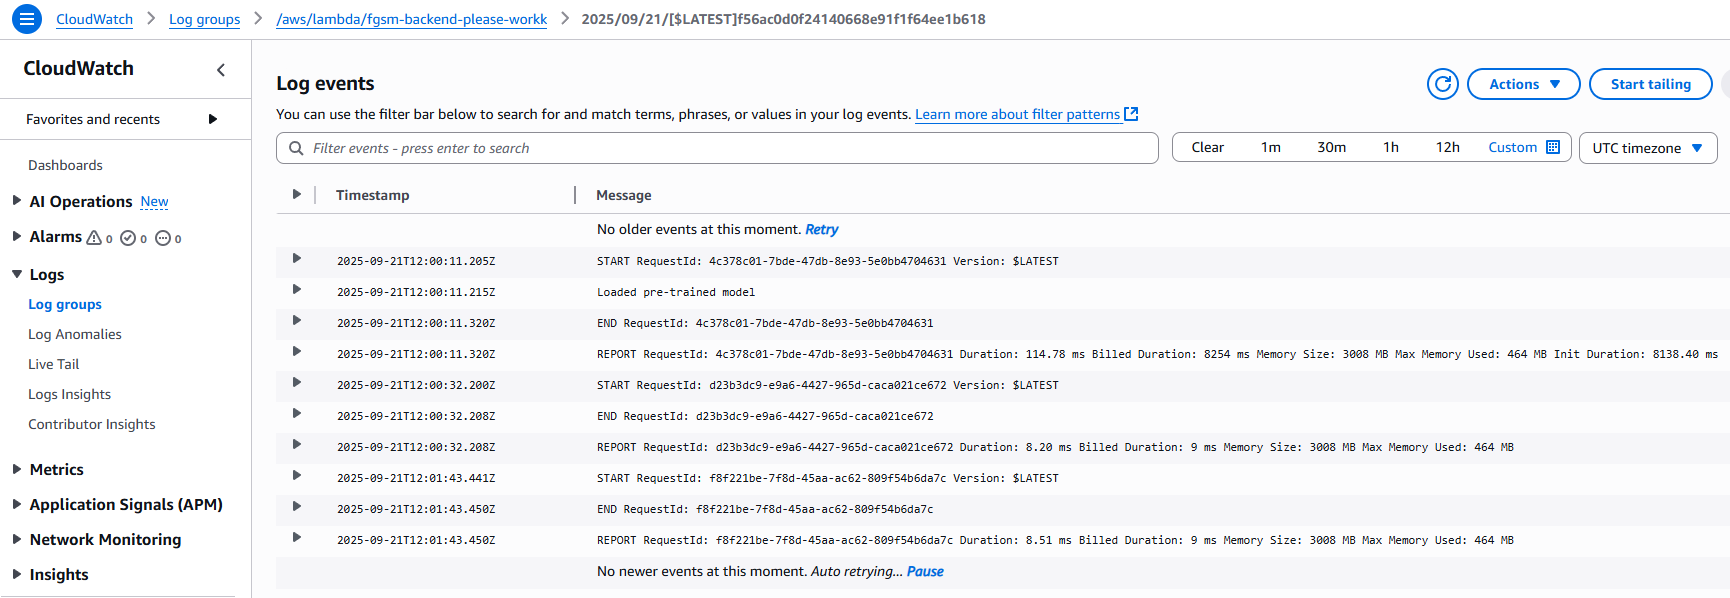 CloudWatch
Log groups
/aws/lambda/fgsm-backend-please-workk
2025/09/21/[$LATEST]f56ac0d0f24140668e91f1f64ee1b618
CloudWatch
Favorites and recents
Dashboards
AI Operations New
Alarms 0 0 0
Logs
Log groups
Log Anomalies
Live Tail
Logs Insights
Contributor Insights
Metrics
Application Signals (APM)
Network Monitoring
Insights
Log events
Actions
Start tailing
You can use the filter bar below to search for and match terms, phrases, or values in your log events. Learn more about filter patterns
Filter events - press enter to search
Clear 1m 30m 1h 12h Custom
UTC timezone
Timestamp Message
No older events at this moment. Retry
2025-09-21T12:00:11.205Z START RequestId: 4c378c01-7bde-47db-8e93-5e0bb4704631 Version: $LATEST
2025-09-21T12:00:11.215Z Loaded pre-trained model
2025-09-21T12:00:11.320Z END RequestId: 4c378c01-7bde-47db-8e93-5e0bb4704631
2025-09-21T12:00:11.320Z REPORT RequestId: 4c378c01-7bde-47db-8e93-5e0bb4704631 Duration: 114.78 ms Billed Duration: 8254 ms Memory Size: 3008 MB Max Memory Used: 464 MB Init Duration: 8138.40 ms
2025-09-21T12:00:32.200Z START RequestId: d23b3dc9-e9a6-4427-965d-caca021ce672 Version: $LATEST
2025-09-21T12:00:32.208Z END RequestId: d23b3dc9-e9a6-4427-965d-caca021ce672
2025-09-21T12:00:32.208Z REPORT RequestId: d23b3dc9-e9a6-4427-965d-caca021ce672 Duration: 8.20 ms Billed Duration: 9 ms Memory Size: 3008 MB Max Memory Used: 464 MB
2025-09-21T12:01:43.441Z START RequestId: f8f221be-7f8d-45aa-ac62-809f54b6da7c Version: $LATEST
2025-09-21T12:01:43.450Z END RequestId: f8f221be-7f8d-45aa-ac62-809f54b6da7c
2025-09-21T12:01:43.450Z REPORT RequestId: f8f221be-7f8d-45aa-ac62-809f54b6da7c Duration: 8.51 ms Billed Duration: 9 ms Memory Size: 3008 MB Max Memory Used: 464 MB
No newer events at this moment. Auto retrying... Pause